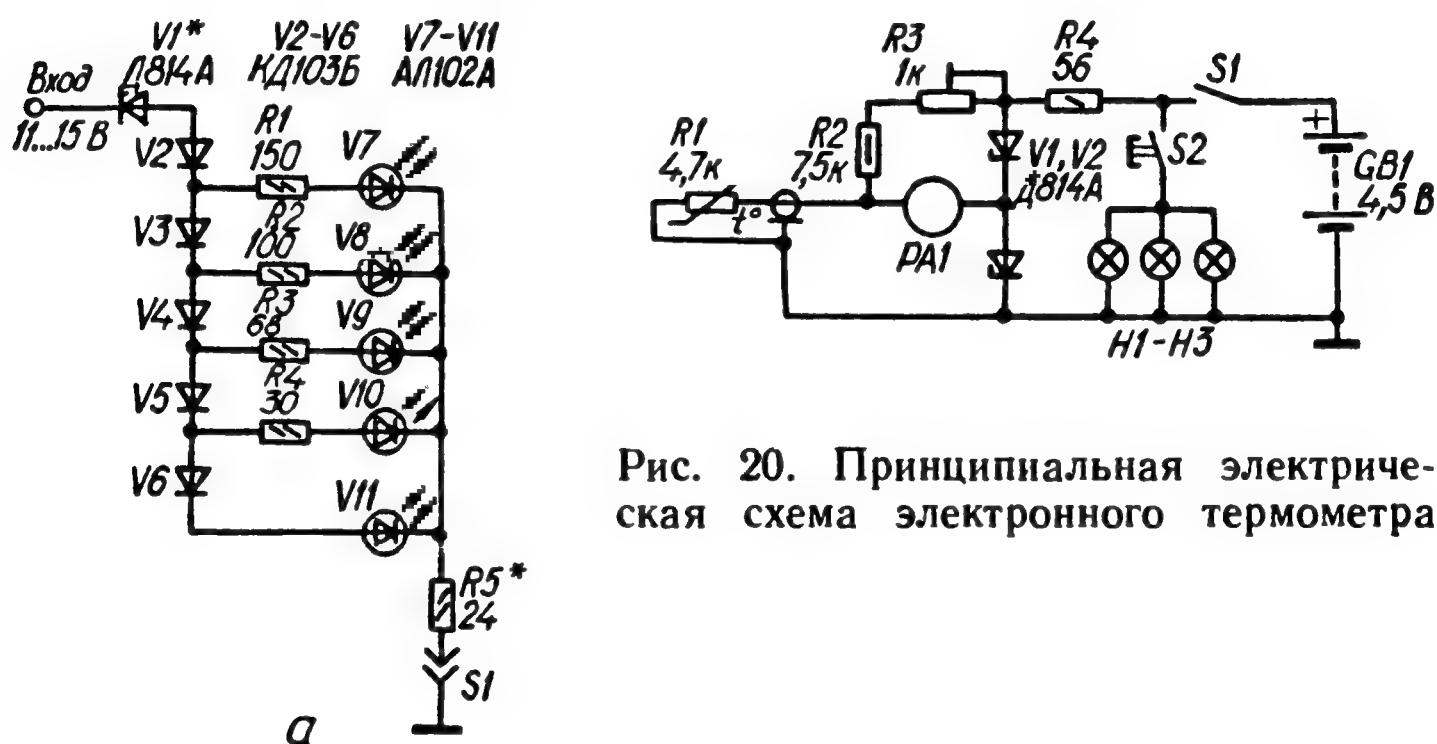 V1* V2-V6 V7-V11
Д814А КД103Б АЛ102А
Вход
11...15 В
V2
R1
150
V7
V3
R2
100
V8
V4
R3
68
V9
V5
R4
30
V10
V6
V11
R5*
24
S1
а
R3
1к
R4
56
S1
R1
4,7к
t°
R2
7,5к
V1, V2
Д814А
S2
+
GB1
4,5 В
PA1
H1-H3
Рис. 20. Принципиальная электриче-
ская схема электронного термометра